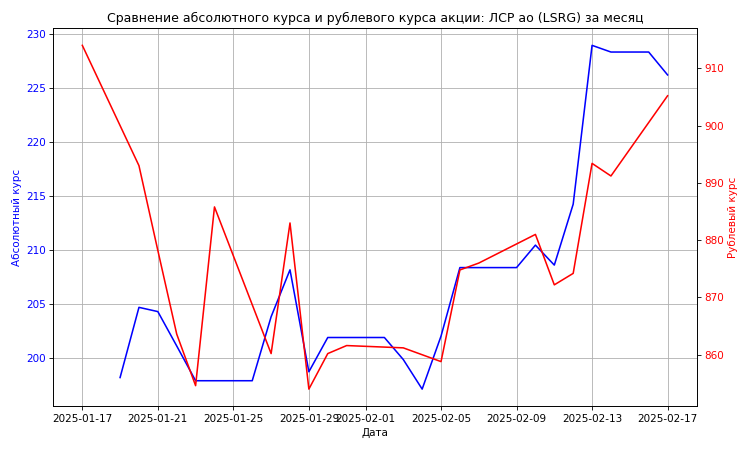 Сравнение абсолютного курса и рублевого курса акции: ЛСР ао (LSRG) за месяц
230
225
220
215
210
205
200
Абсолютный курс
910
900
890
880
870
860
Рублевый курс
2025-01-17 2025-01-21 2025-01-25 2025-01-29 2025-02-01 2025-02-05 2025-02-09 2025-02-13 2025-02-17
Дата